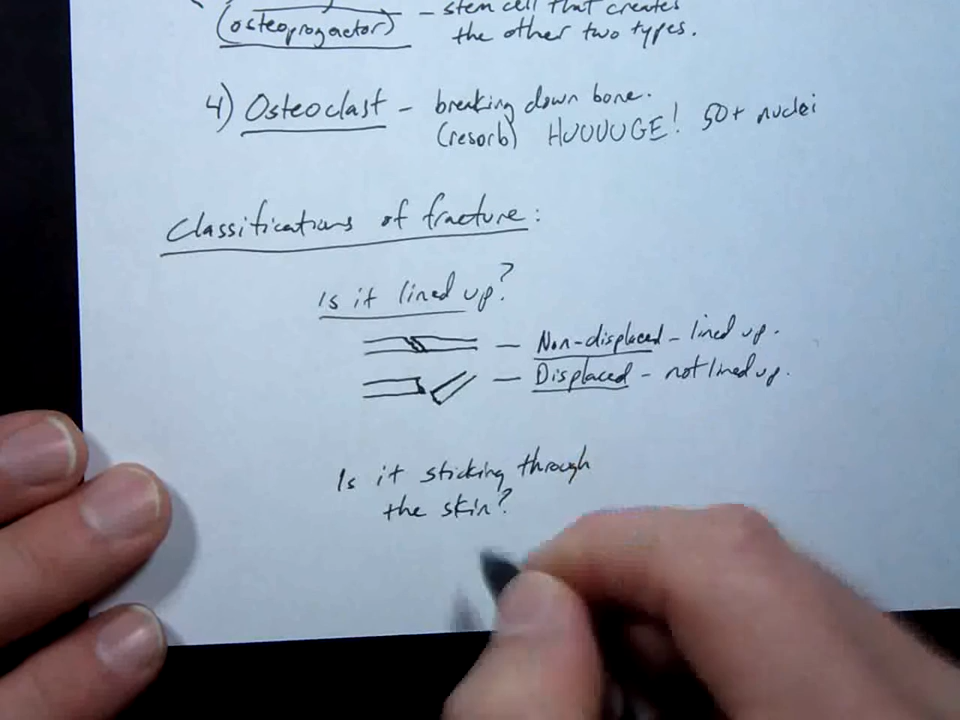 (osteoprogactor) – stem cell that creates
the other two types.
4) Osteoclast – breaking down bone.
(resorb) HUUUUGE! 50+ nuclei
Classifications of fracture:
Is it lined up?
– Non-displaced – lined up.
– Displaced – not lined up.
Is it sticking through
the skin?